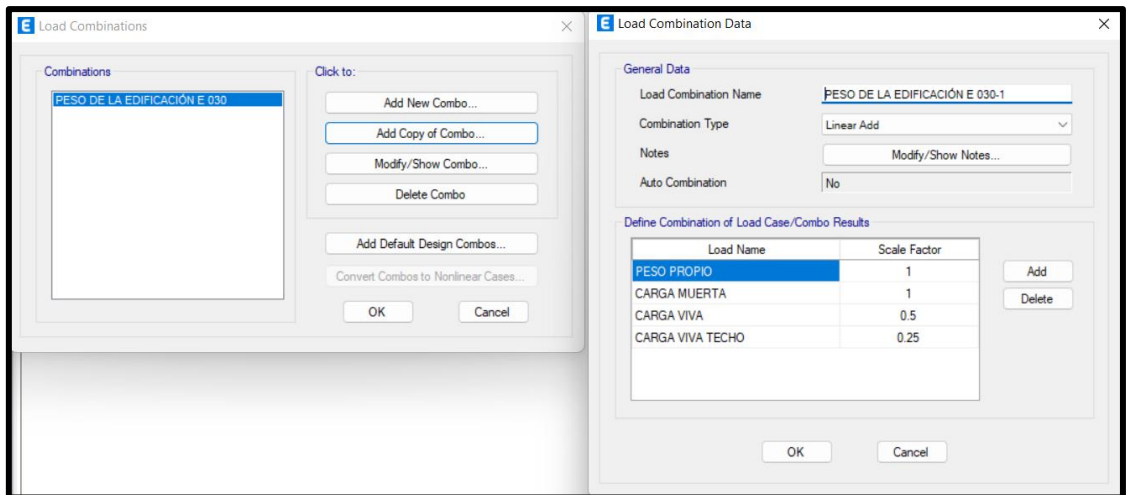 E Load Combinations
Combinations
PESO DE LA EDIFICACIÓN E 030
Click to:
Add New Combo...
Add Copy of Combo...
Modify/Show Combo...
Delete Combo
Add Default Design Combos...
Convert Combos to Nonlinear Cases...
OK Cancel
E Load Combination Data
General Data
Load Combination Name PESO DE LA EDIFICACIÓN E 030-1
Combination Type Linear Add
Notes Modify/Show Notes...
Auto Combination No
Define Combination of Load Case/Combo Results
Load Name Scale Factor
PESO PROPIO 1 Add
CARGA MUERTA 1 Delete
CARGA VIVA 0.5
CARGA VIVA TECHO 0.25
OK Cancel